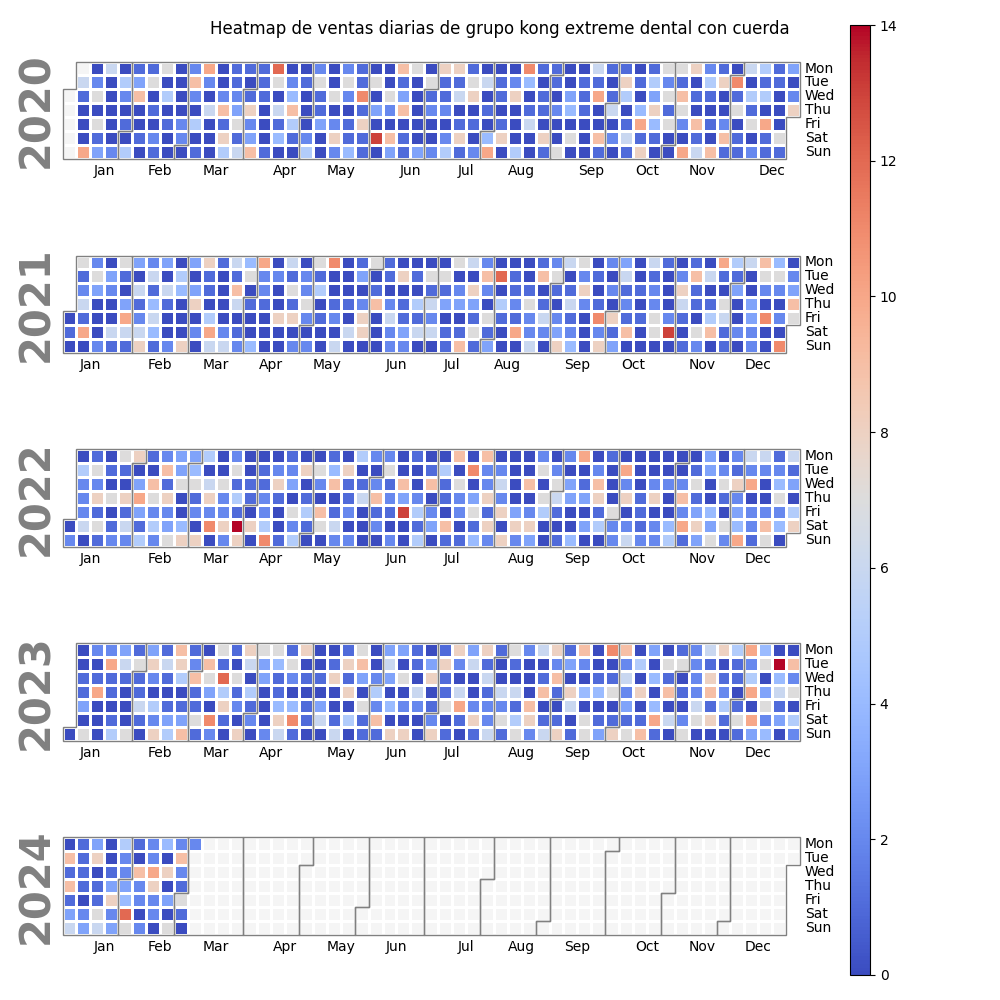 Heatmap de ventas diarias de grupo kong extreme dental con cuerda
2020
Mon
Tue
Wed
Thu
Fri
Sat
Sun
Jan Feb Mar Apr May Jun Jul Aug Sep Oct Nov Dec
2021
Mon
Tue
Wed
Thu
Fri
Sat
Sun
Jan Feb Mar Apr May Jun Jul Aug Sep Oct Nov Dec
2022
Mon
Tue
Wed
Thu
Fri
Sat
Sun
Jan Feb Mar Apr May Jun Jul Aug Sep Oct Nov Dec
2023
Mon
Tue
Wed
Thu
Fri
Sat
Sun
Jan Feb Mar Apr May Jun Jul Aug Sep Oct Nov Dec
2024
Mon
Tue
Wed
Thu
Fri
Sat
Sun
Jan Feb Mar Apr May Jun Jul Aug Sep Oct Nov Dec
14
12
10
8
6
4
2
0